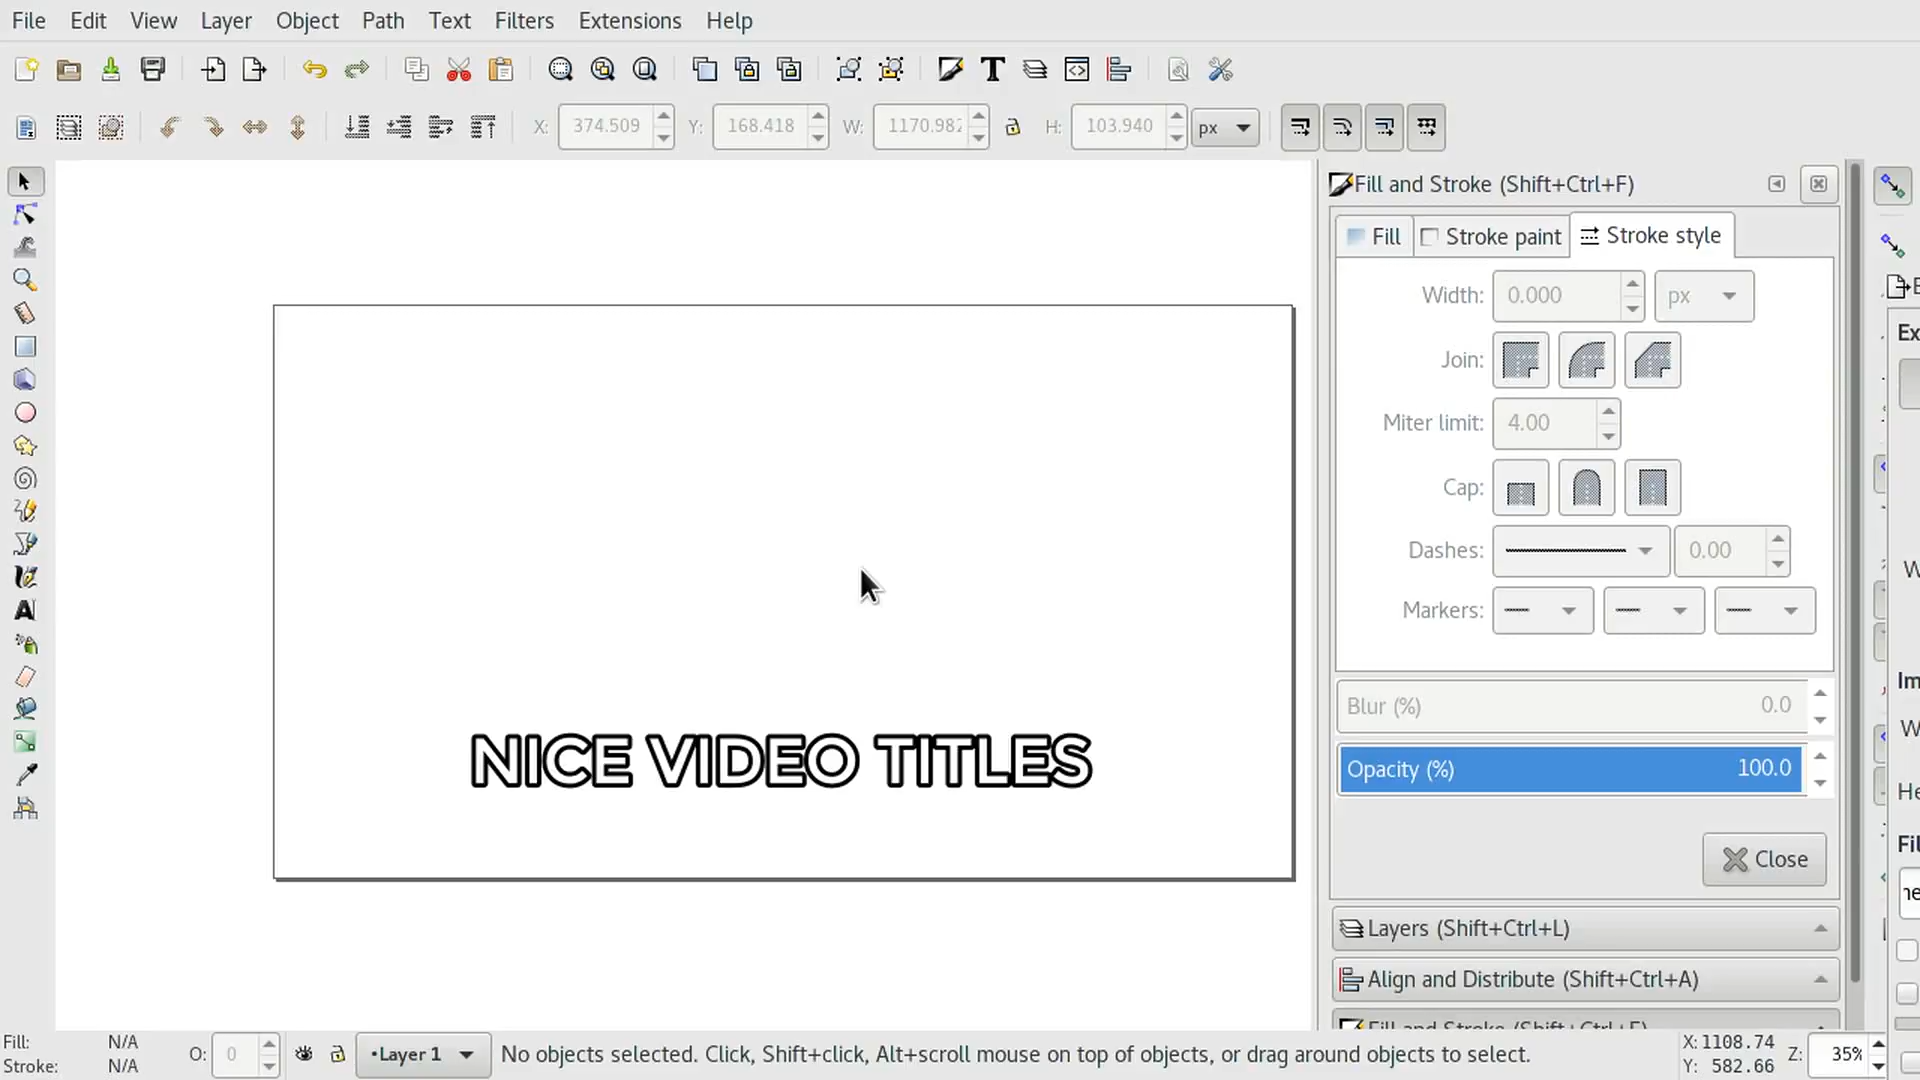 File Edit View Layer Object Path Text Filters Extensions Help
X: 374.509 Y: 168.418 W: H: 103.940 px
Fill and Stroke (Shift+Ctrl+F)
Fill Stroke paint Stroke style
Width: 0.000 px
Join:
Miter limit: 4.00
Cap:
Dashes: 0.00
Markers:
Blur (%) 0.0
Opacity (%) 100.0
Close
Layers (Shift+Ctrl+L)
Align and Distribute (Shift+Ctrl+A)
NICE VIDEO TITLES
Fill: N/A
Stroke: N/A
O: 0
Layer 1
No objects selected. Click, Shift+click, Alt+scroll mouse on top of objects, or drag around objects to select.
X: 1108.74
Y: 582.66
Z: 35%